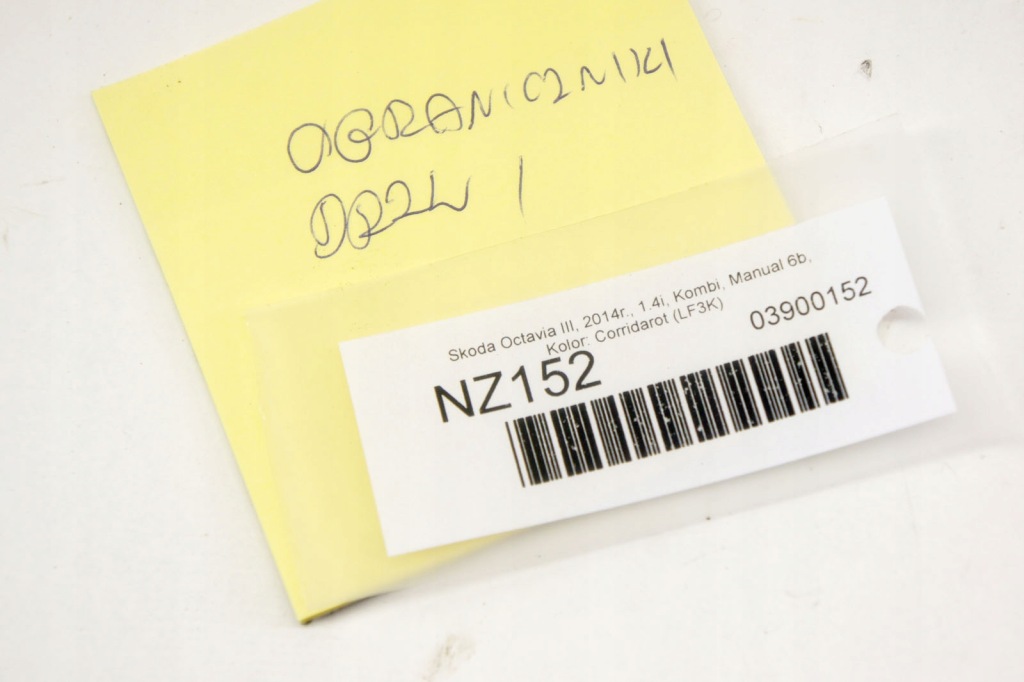 OGRANICZNIKI
DRZWI
Skoda Octavia III, 2014r., 1.4i, Kombi, Manual 6b,
Kolor: Corridarot (LF3K)
NZ152
03900152